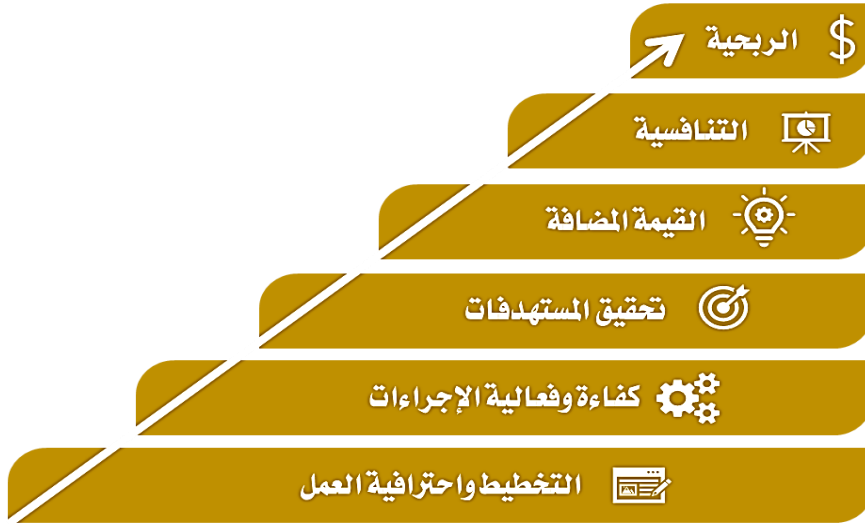 الربحية
التنافسية
القيمة المضافة
تحقيق المستهدفات
كفاءة وفعالية الإجراءات
التخطيط واحترافية العمل